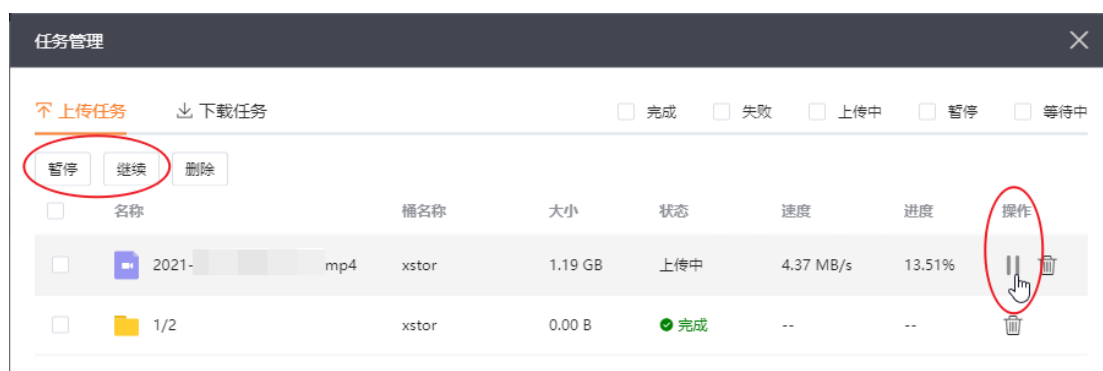 任务管理
上传任务 下载任务 完成 失败 上传中 暂停 等待中
暂停 继续 删除
名称 桶名称 大小 状态 速度 进度 操作
2021- mp4 xstor 1.19 GB 上传中 4.37 MB/s 13.51%
1/2 xstor 0.00 B 完成 -- --